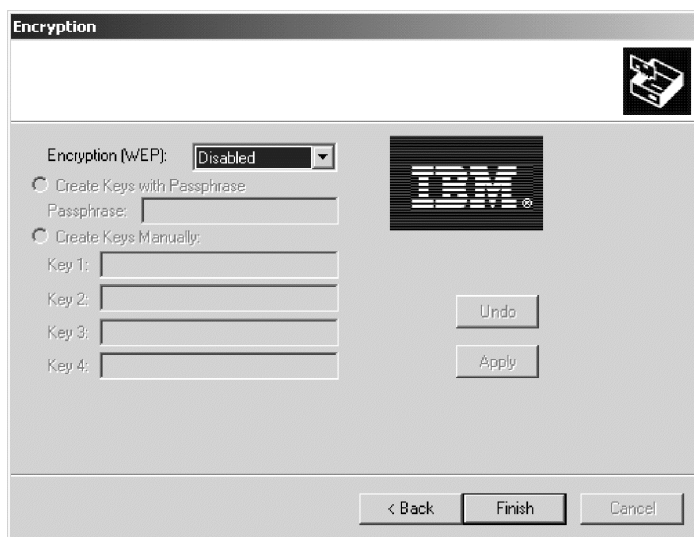 Encryption
Encryption (WEP): Disabled
Create Keys with Passphrase
Passphrase:
Create Keys Manually:
Key 1:
Key 2:
Key 3:
Key 4:
IBM®
Undo
Apply
< Back Finish Cancel